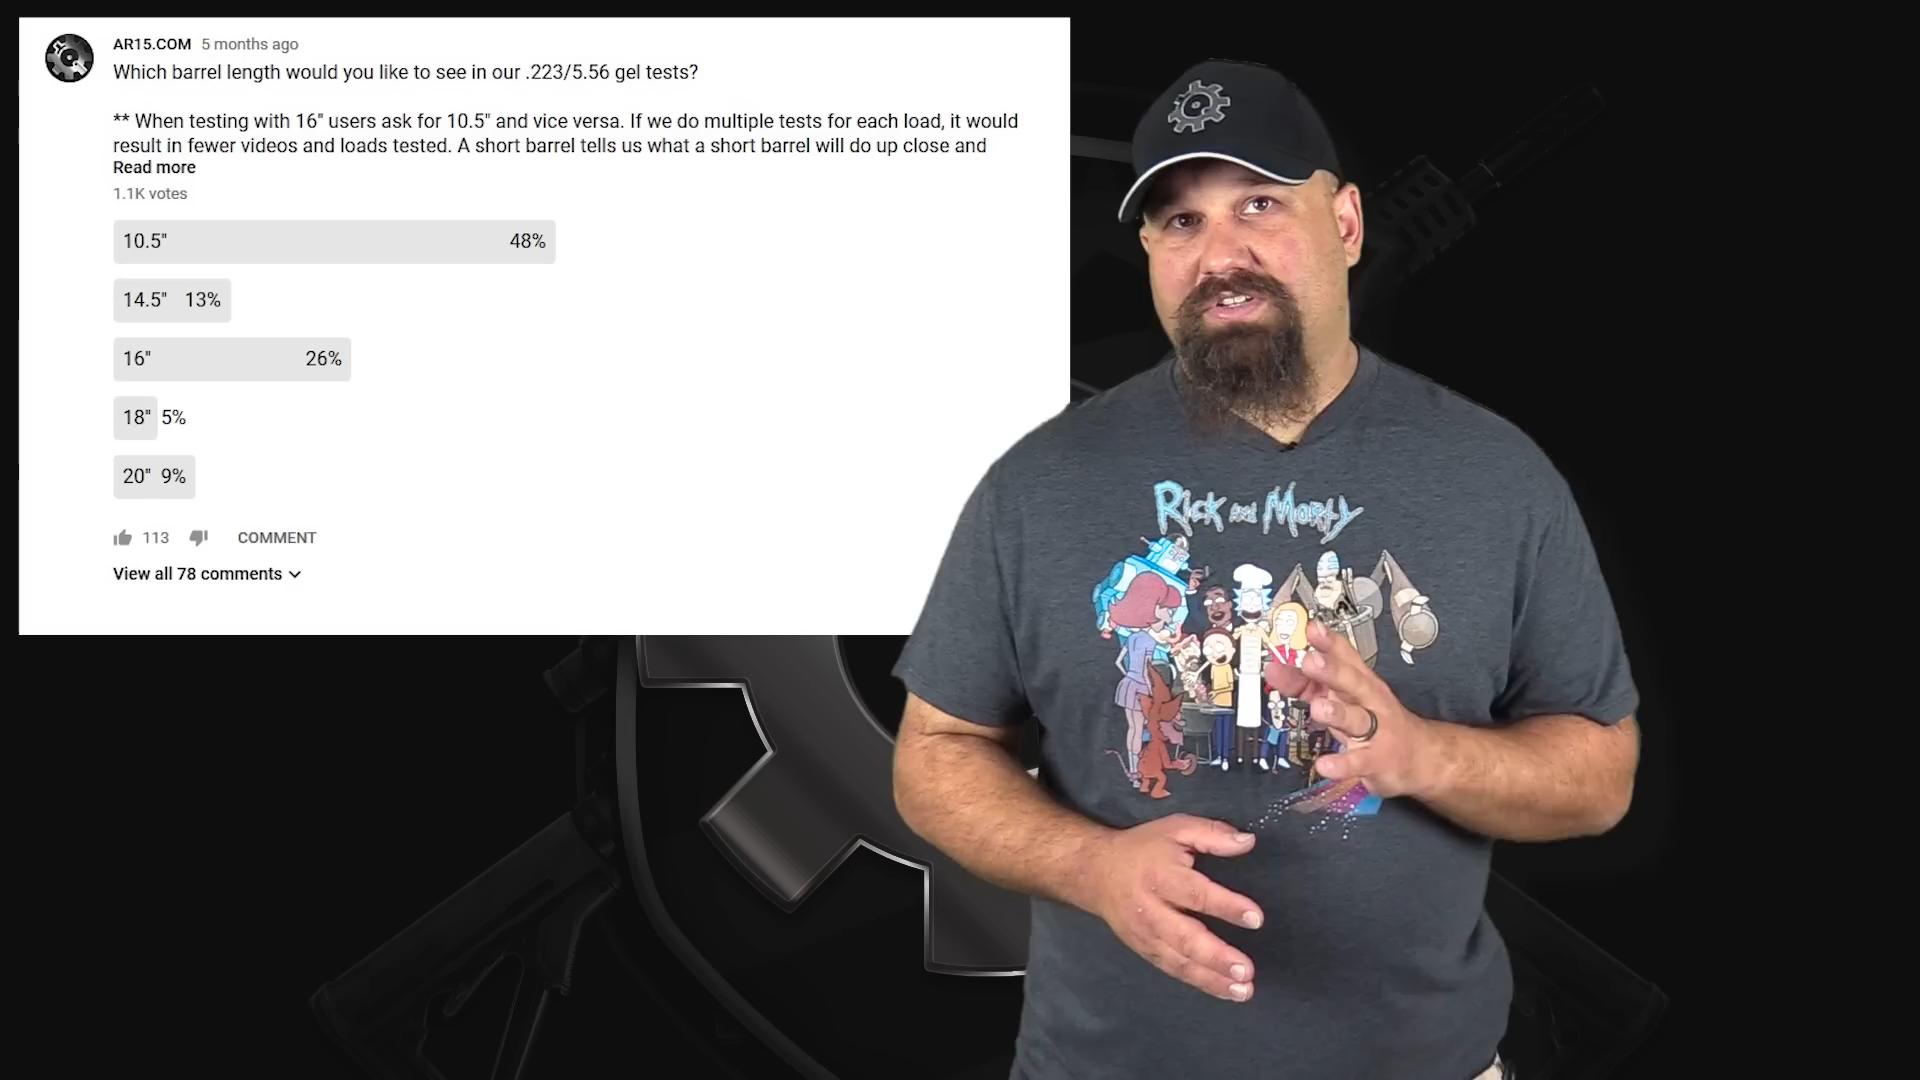 AR15.COM 5 months ago
Which barrel length would you like to see in our .223/5.56 gel tests?
** When testing with 16" users ask for 10.5" and vice versa. If we do multiple tests for each load, it would
result in fewer videos and loads tested. A short barrel tells us what a short barrel will do up close and
Read more
1.1K votes
10.5" 48%
14.5" 13%
16" 26%
18" 5%
20" 9%
113 COMMENT
View all 78 comments
Rick and Morty